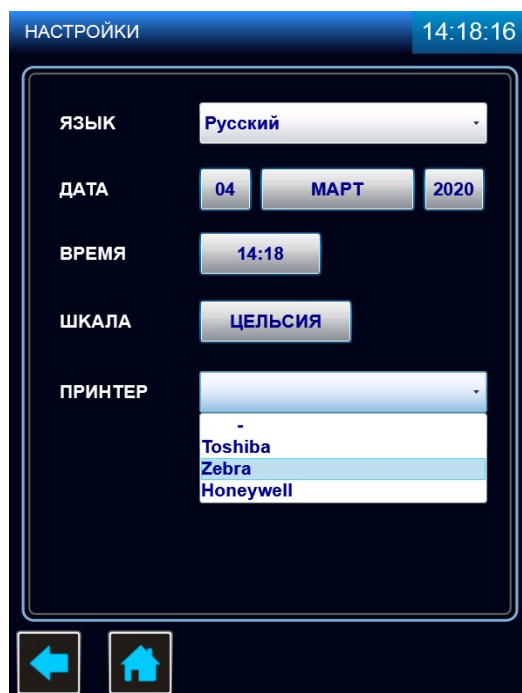 НАСТРОЙКИ 14:18:16
ЯЗЫК Русский
ДАТА 04 МАРТ 2020
ВРЕМЯ 14:18
ШКАЛА ЦЕЛЬСИЯ
ПРИНТЕР
-
Toshiba
Zebra
Honeywell